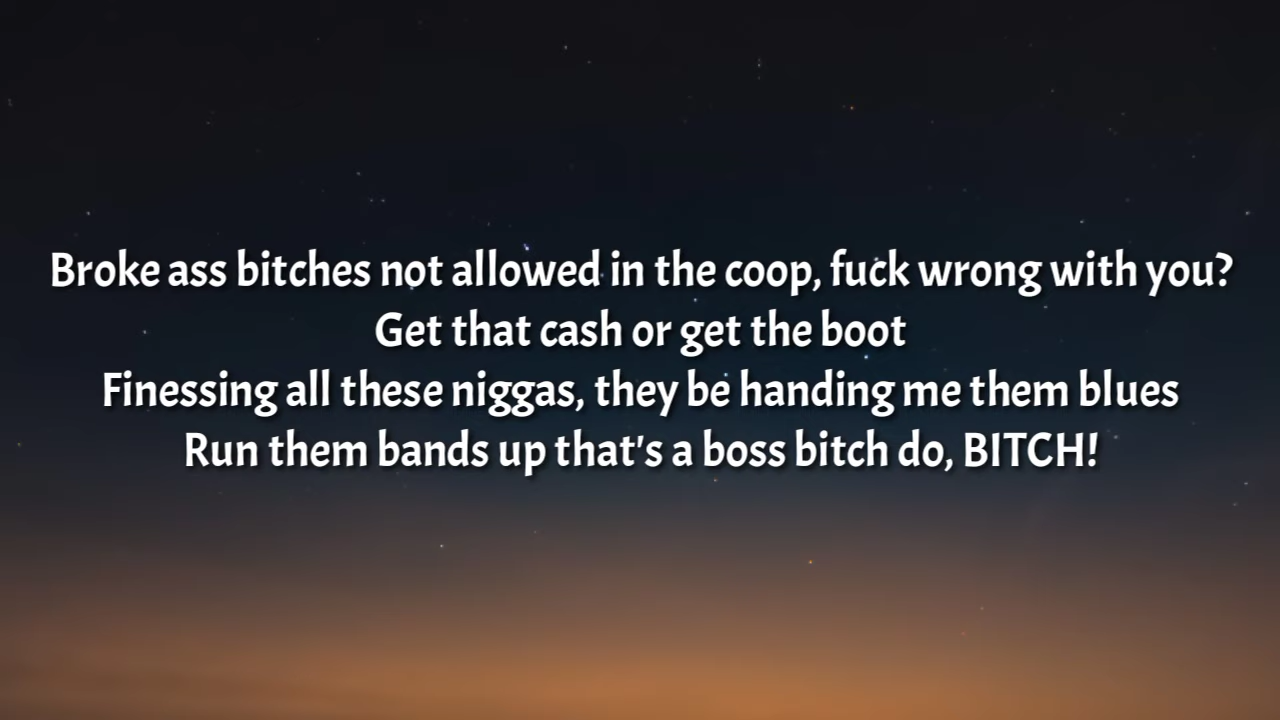 Broke ass bitches not allowed in the coop, fuck wrong with you?
Get that cash or get the boot
Finessing all these niggas, they be handing me them blues
Run them bands up that's a boss bitch do, BITCH!